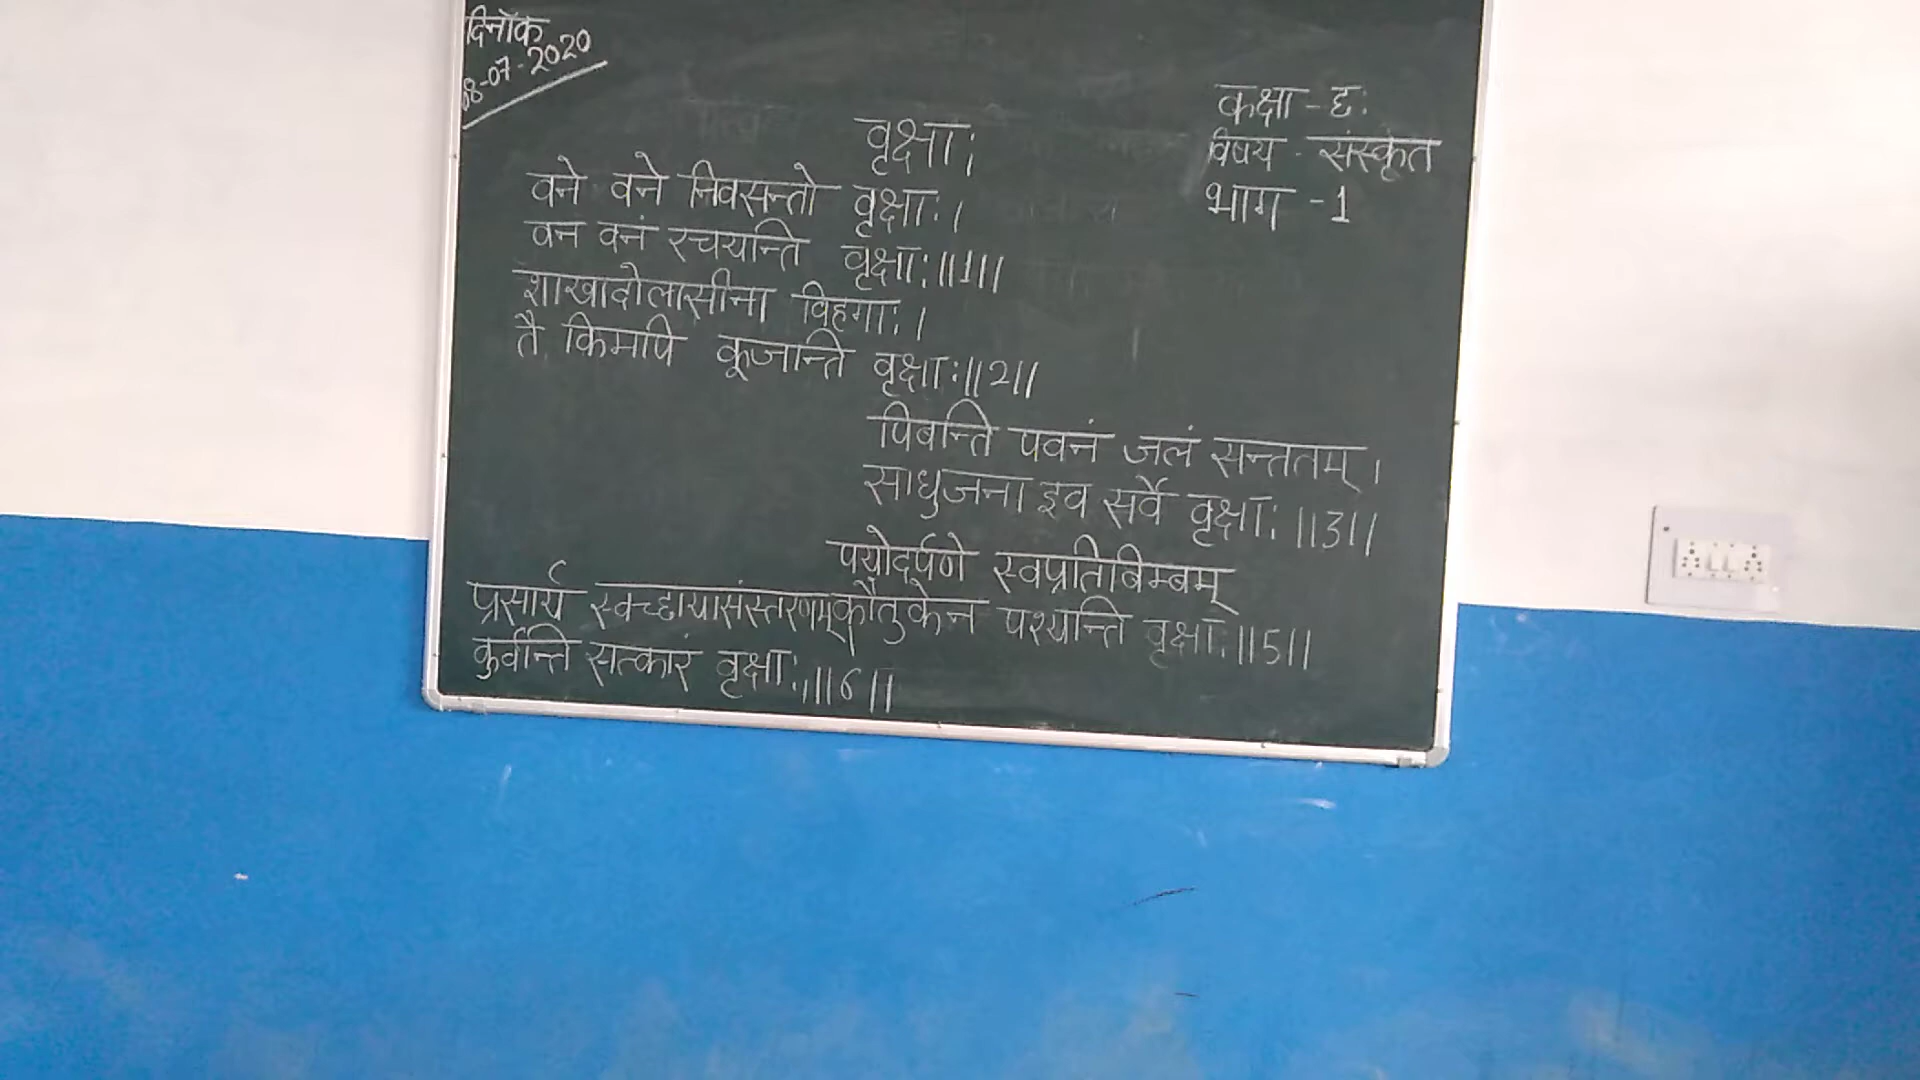 दिनाँक
08-07-2020
कक्षा - छः
विषय - संस्कृत
भाग - 1
वृक्षाः
वने वने निवसन्तो वृक्षाः।
वन वनं रचयन्ति वृक्षाः॥1॥
शाखादोलासीना विहगाः।
तै किमपि कूजान्ति वृक्षाः॥2॥
पिबन्ति पवनं जलं सन्ततम्।
साधुजना इव सर्वे वृक्षाः॥3॥
पयोदर्पणे स्वप्रतिबिम्बम्
कौतुकेन पश्यन्ति वृक्षाः॥5॥
प्रसार्य स्वच्छायासंस्तरणम्
कुर्वन्ति सत्कारं वृक्षाः॥6॥